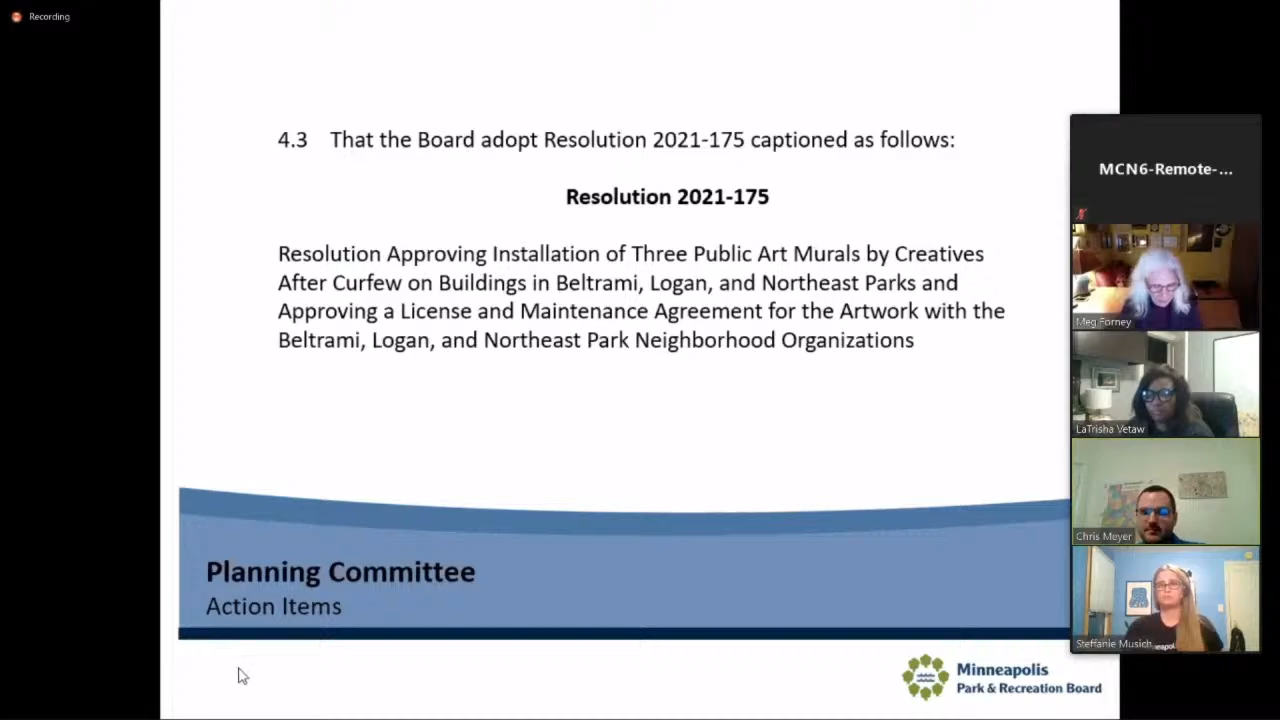 Recording
4.3 That the Board adopt Resolution 2021-175 captioned as follows:
Resolution 2021-175
Resolution Approving Installation of Three Public Art Murals by Creatives
After Curfew on Buildings in Beltrami, Logan, and Northeast Parks and
Approving a License and Maintenance Agreement for the Artwork with the
Beltrami, Logan, and Northeast Park Neighborhood Organizations
Planning Committee
Action Items
Minneapolis
Park & Recreation Board
MCN6-Remote-...
Meg Forney
LaTrisha Vetaw
Chris Meyer
Steffanie Musich